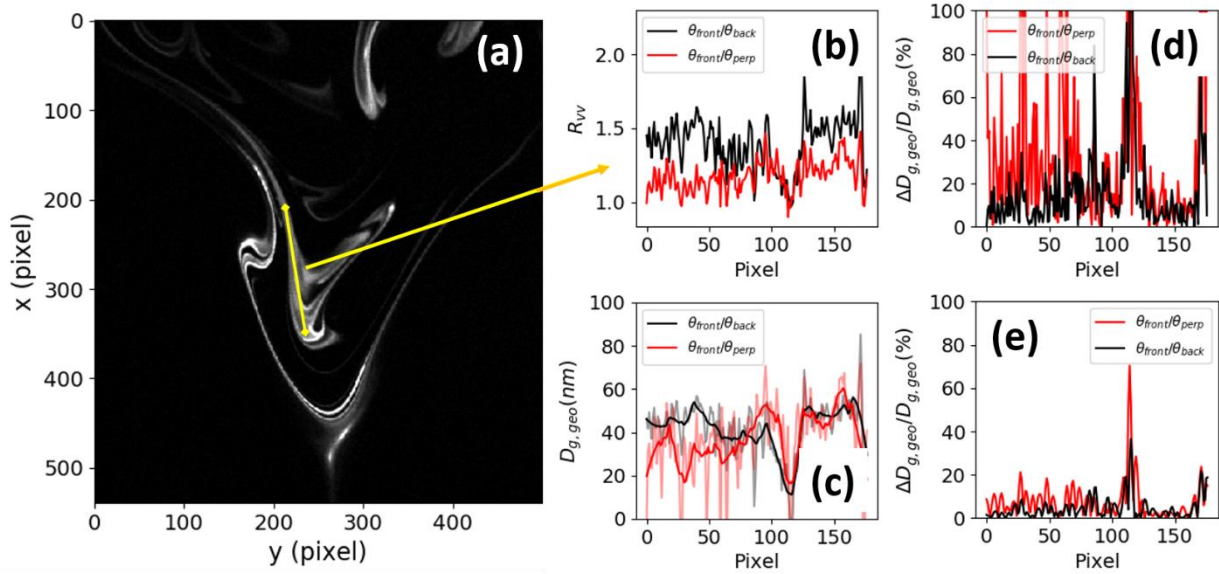 (a)
0
100
200
300
400
500
x (pixel)
0 100 200 300 400
y (pixel)
(b)
θfront/θback
θfront/θperp
2.0
1.5
1.0
Rvv
0 50 100 150
Pixel
(d)
θfront/θperp
θfront/θback
100
80
60
40
20
0
ΔDg,geo/Dg,geo(%)
0 50 100 150
Pixel
(c)
θfront/θback
θfront/θperp
100
80
60
40
20
0
Dg,geo(nm)
0 50 100 150
Pixel
(e)
θfront/θperp
θfront/θback
100
80
60
40
20
0
ΔDg,geo/Dg,geo(%)
0 50 100 150
Pixel